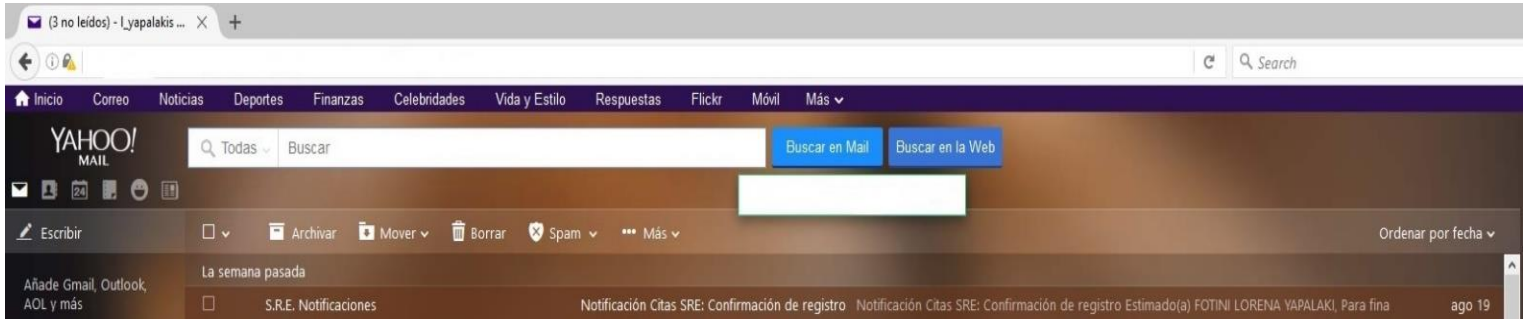 (3 no leídos) - l_yapalakis ...
Search
Inicio Correo Noticias Deportes Finanzas Celebridades Vida y Estilo Respuestas Flickr Móvil Más
YAHOO!
MAIL
Todas Buscar Buscar en Mail Buscar en la Web
24
Escribir Archivar Mover Borrar Spam ••• Más Ordenar por fecha
Añade Gmail, Outlook,
AOL y más
La semana pasada
S.R.E. Notificaciones Notificación Citas SRE: Confirmación de registro Notificación Citas SRE: Confirmación de registro Estimado(a) FOTINI LORENA YAPALAKI, Para fina ago 19